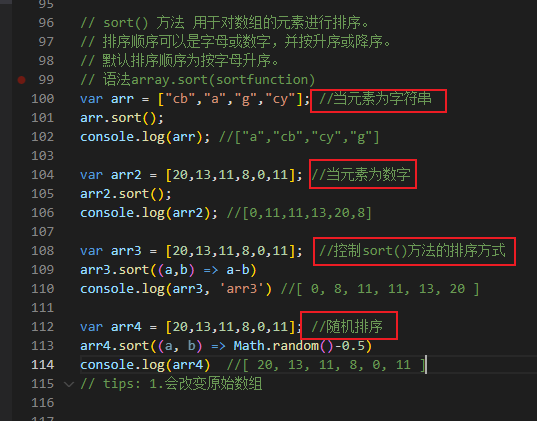 95
96 // sort() 方法 用于对数组的元素进行排序。
97 // 排序顺序可以是字母或数字，并按升序或降序。
98 // 默认排序顺序为按字母升序。
99 // 语法array.sort(sortfunction)
100 var arr = ["cb","a","g","cy"]; //当元素为字符串
101 arr.sort();
102 console.log(arr); //["a","cb","cy","g"]
103
104 var arr2 = [20,13,11,8,0,11]; //当元素为数字
105 arr2.sort();
106 console.log(arr2); //[0,11,11,13,20,8]
107
108 var arr3 = [20,13,11,8,0,11]; //控制sort()方法的排序方式
109 arr3.sort((a,b) => a-b)
110 console.log(arr3, 'arr3') //[ 0, 8, 11, 11, 13, 20 ]
111
112 var arr4 = [20,13,11,8,0,11]; //随机排序
113 arr4.sort((a, b) => Math.random()-0.5)
114 console.log(arr4) //[ 20, 13, 11, 8, 0, 11 ]
115 // tips: 1.会改变原始数组
116
117